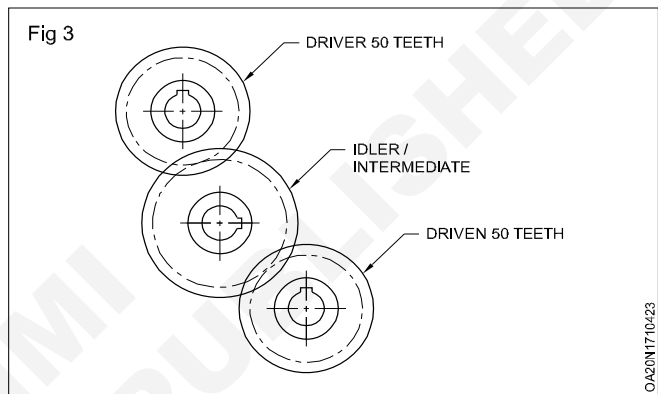 Fig 3
DRIVER 50 TEETH
IDLER /
INTERMEDIATE
DRIVEN 50 TEETH
OA20N1710423